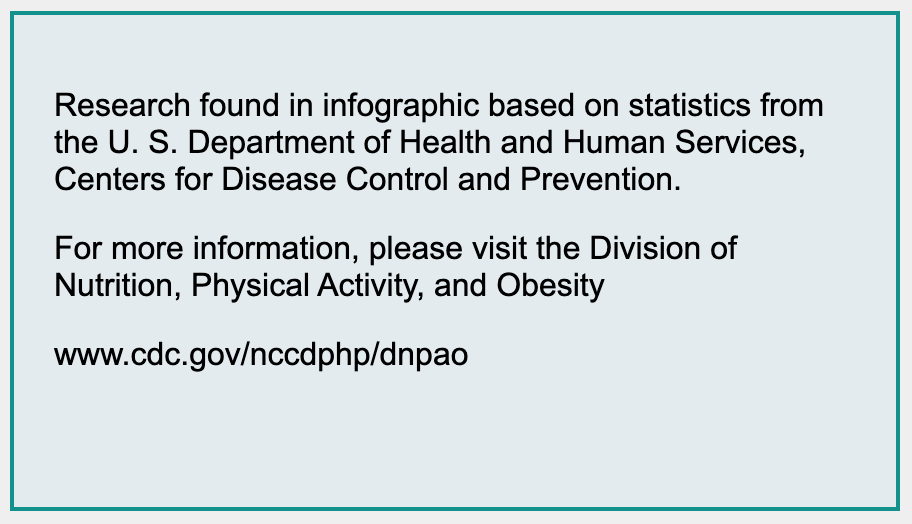 Research found in infographic based on statistics from
the U. S. Department of Health and Human Services,
Centers for Disease Control and Prevention.
For more information, please visit the Division of
Nutrition, Physical Activity, and Obesity
www.cdc.gov/nccdphp/dnpao